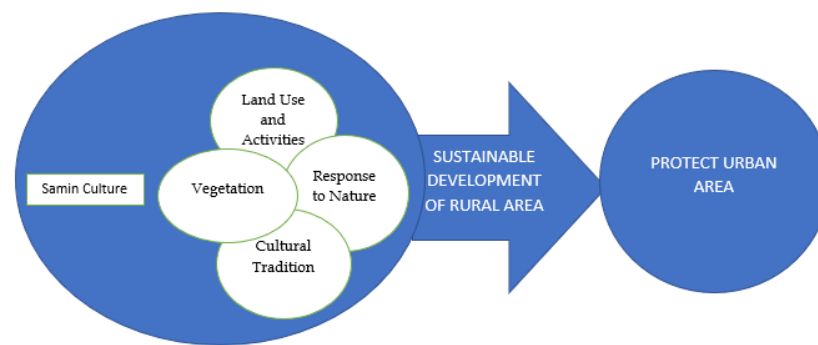 Samin Culture
Land Use
and
Activities
Vegetation
Response
to Nature
Cultural
Tradition
SUSTAINABLE
DEVELOPMENT
OF RURAL AREA
PROTECT URBAN
AREA